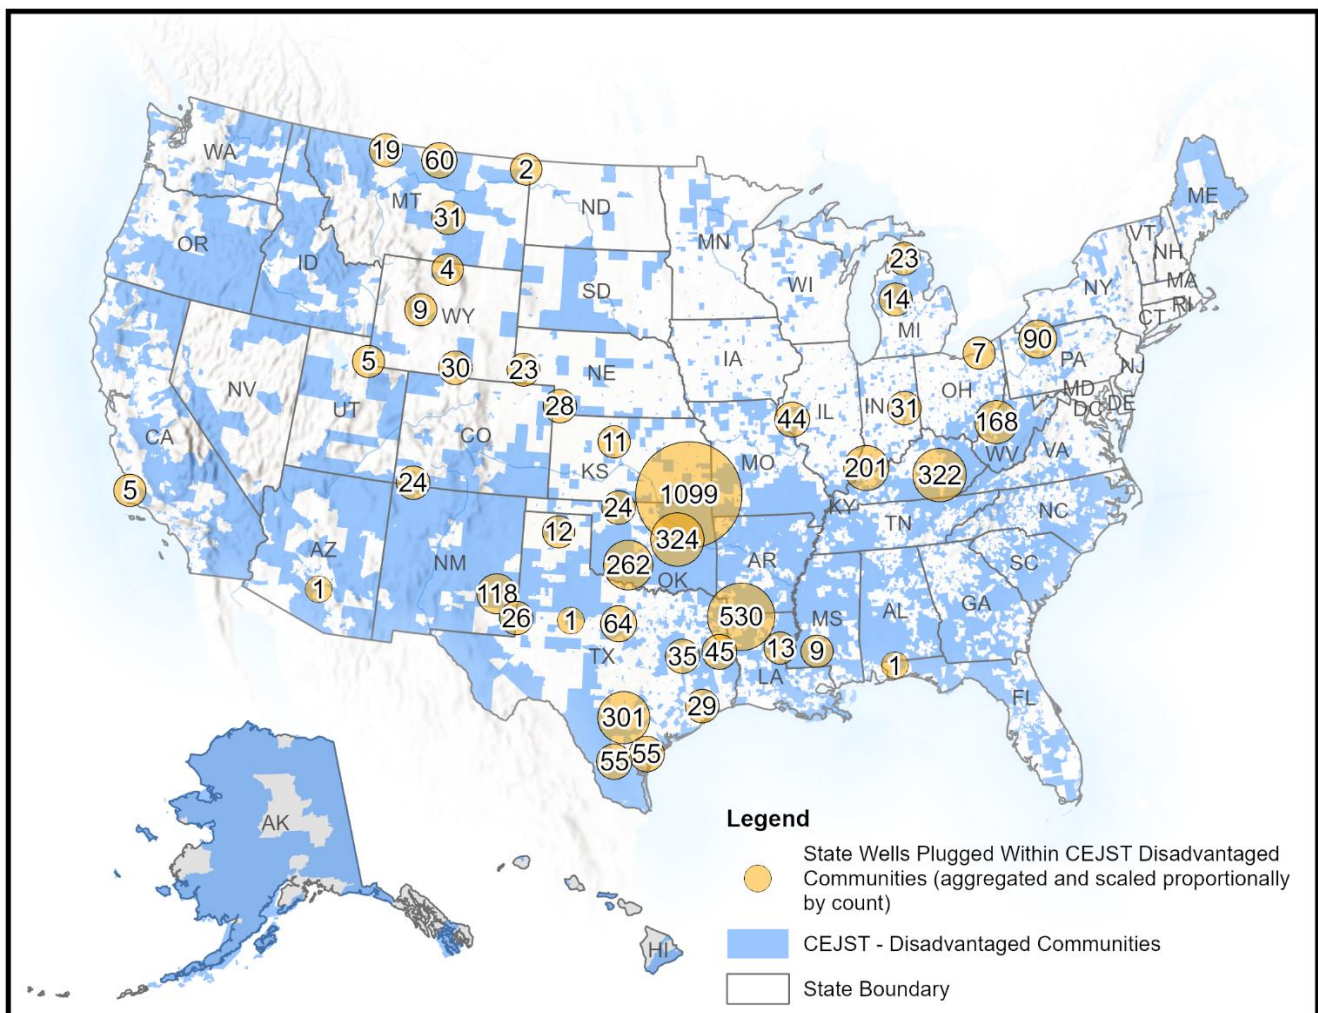 WA
19
60
2
MT
ND
ME
31
MN
VT
OR
ID
4
23
NH
WI
NY
SD
14
MA
9
WY
MI
RI
CT
90
7
5
30
23
IA
PA
NE
NJ
NV
OH
MD
28
IL
IN
31
DE
UT
44
DC
CO
11
168
CA
VA
MO
WV
KS
201
322
5
24
1099
24
KY
NC
TN
12
324
AZ
NM
262
AR
SC
OK
1
118
GA
26
1
64
530
MS
AL
35
45
13
9
TX
1
LA
FL
29
301
55
55
AK
HI
Legend
State Wells Plugged Within CEJST Disadvantaged
Communities (aggregated and scaled proportionally
by count)
CEJST - Disadvantaged Communities
State Boundary